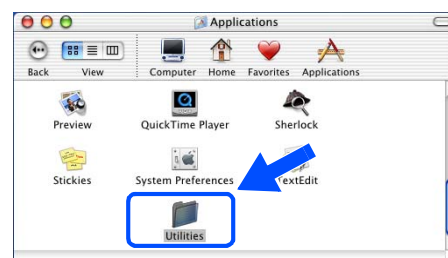 Applications
Back View Computer Home Favorites Applications
Preview QuickTime Player Sherlock
Stickies System Preferences TextEdit
Utilities